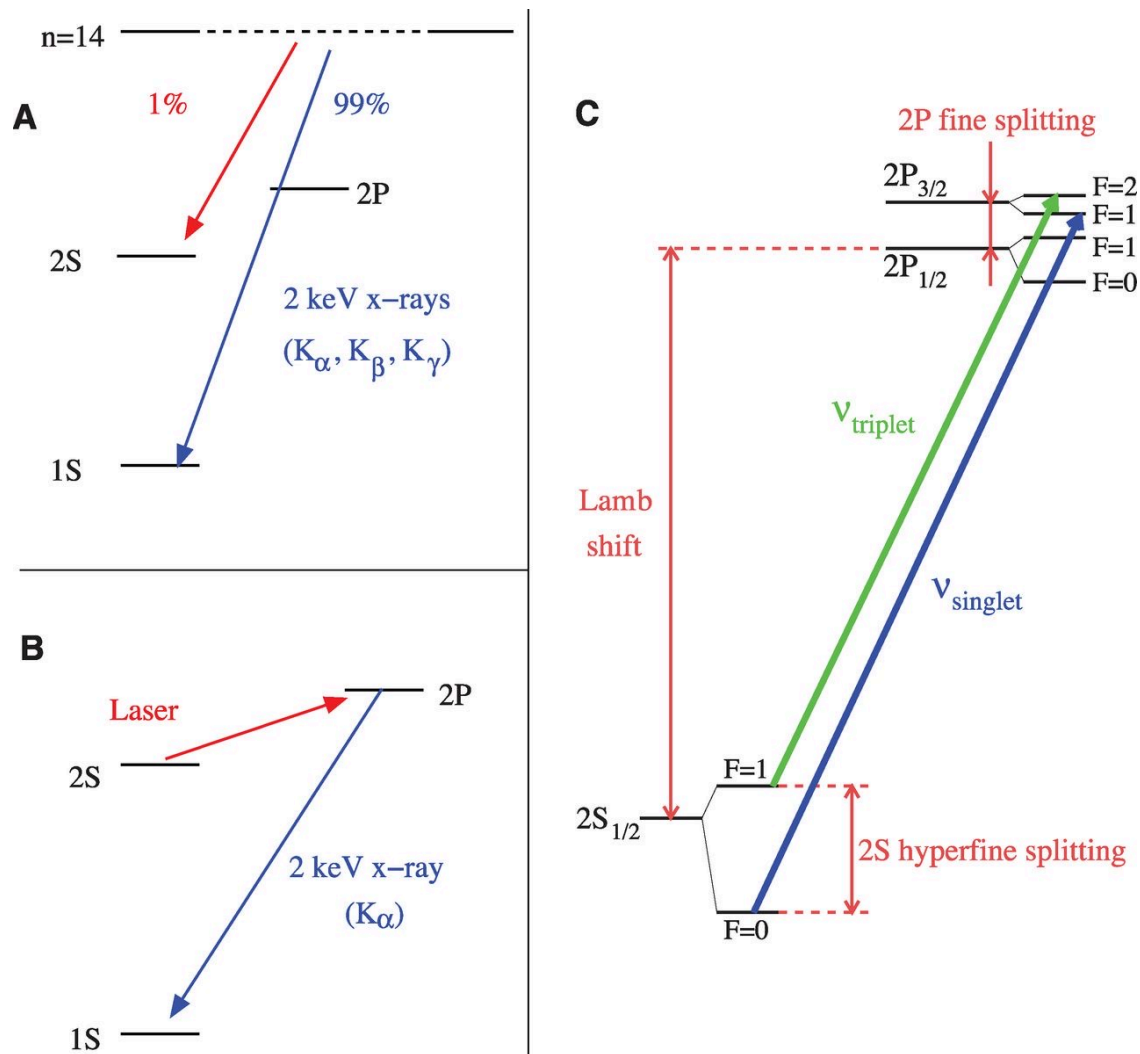 A
n=14
1%
99%
2P
2S
2 keV x−rays
(Kα, Kβ, Kγ)
1S
B
Laser
2P
2S
2 keV x−ray
(Kα)
1S
C
2P fine splitting
2P3/2
F=2
F=1
F=1
2P1/2
F=0
νtriplet
Lamb
shift
νsinglet
F=1
2S1/2
2S hyperfine splitting
F=0